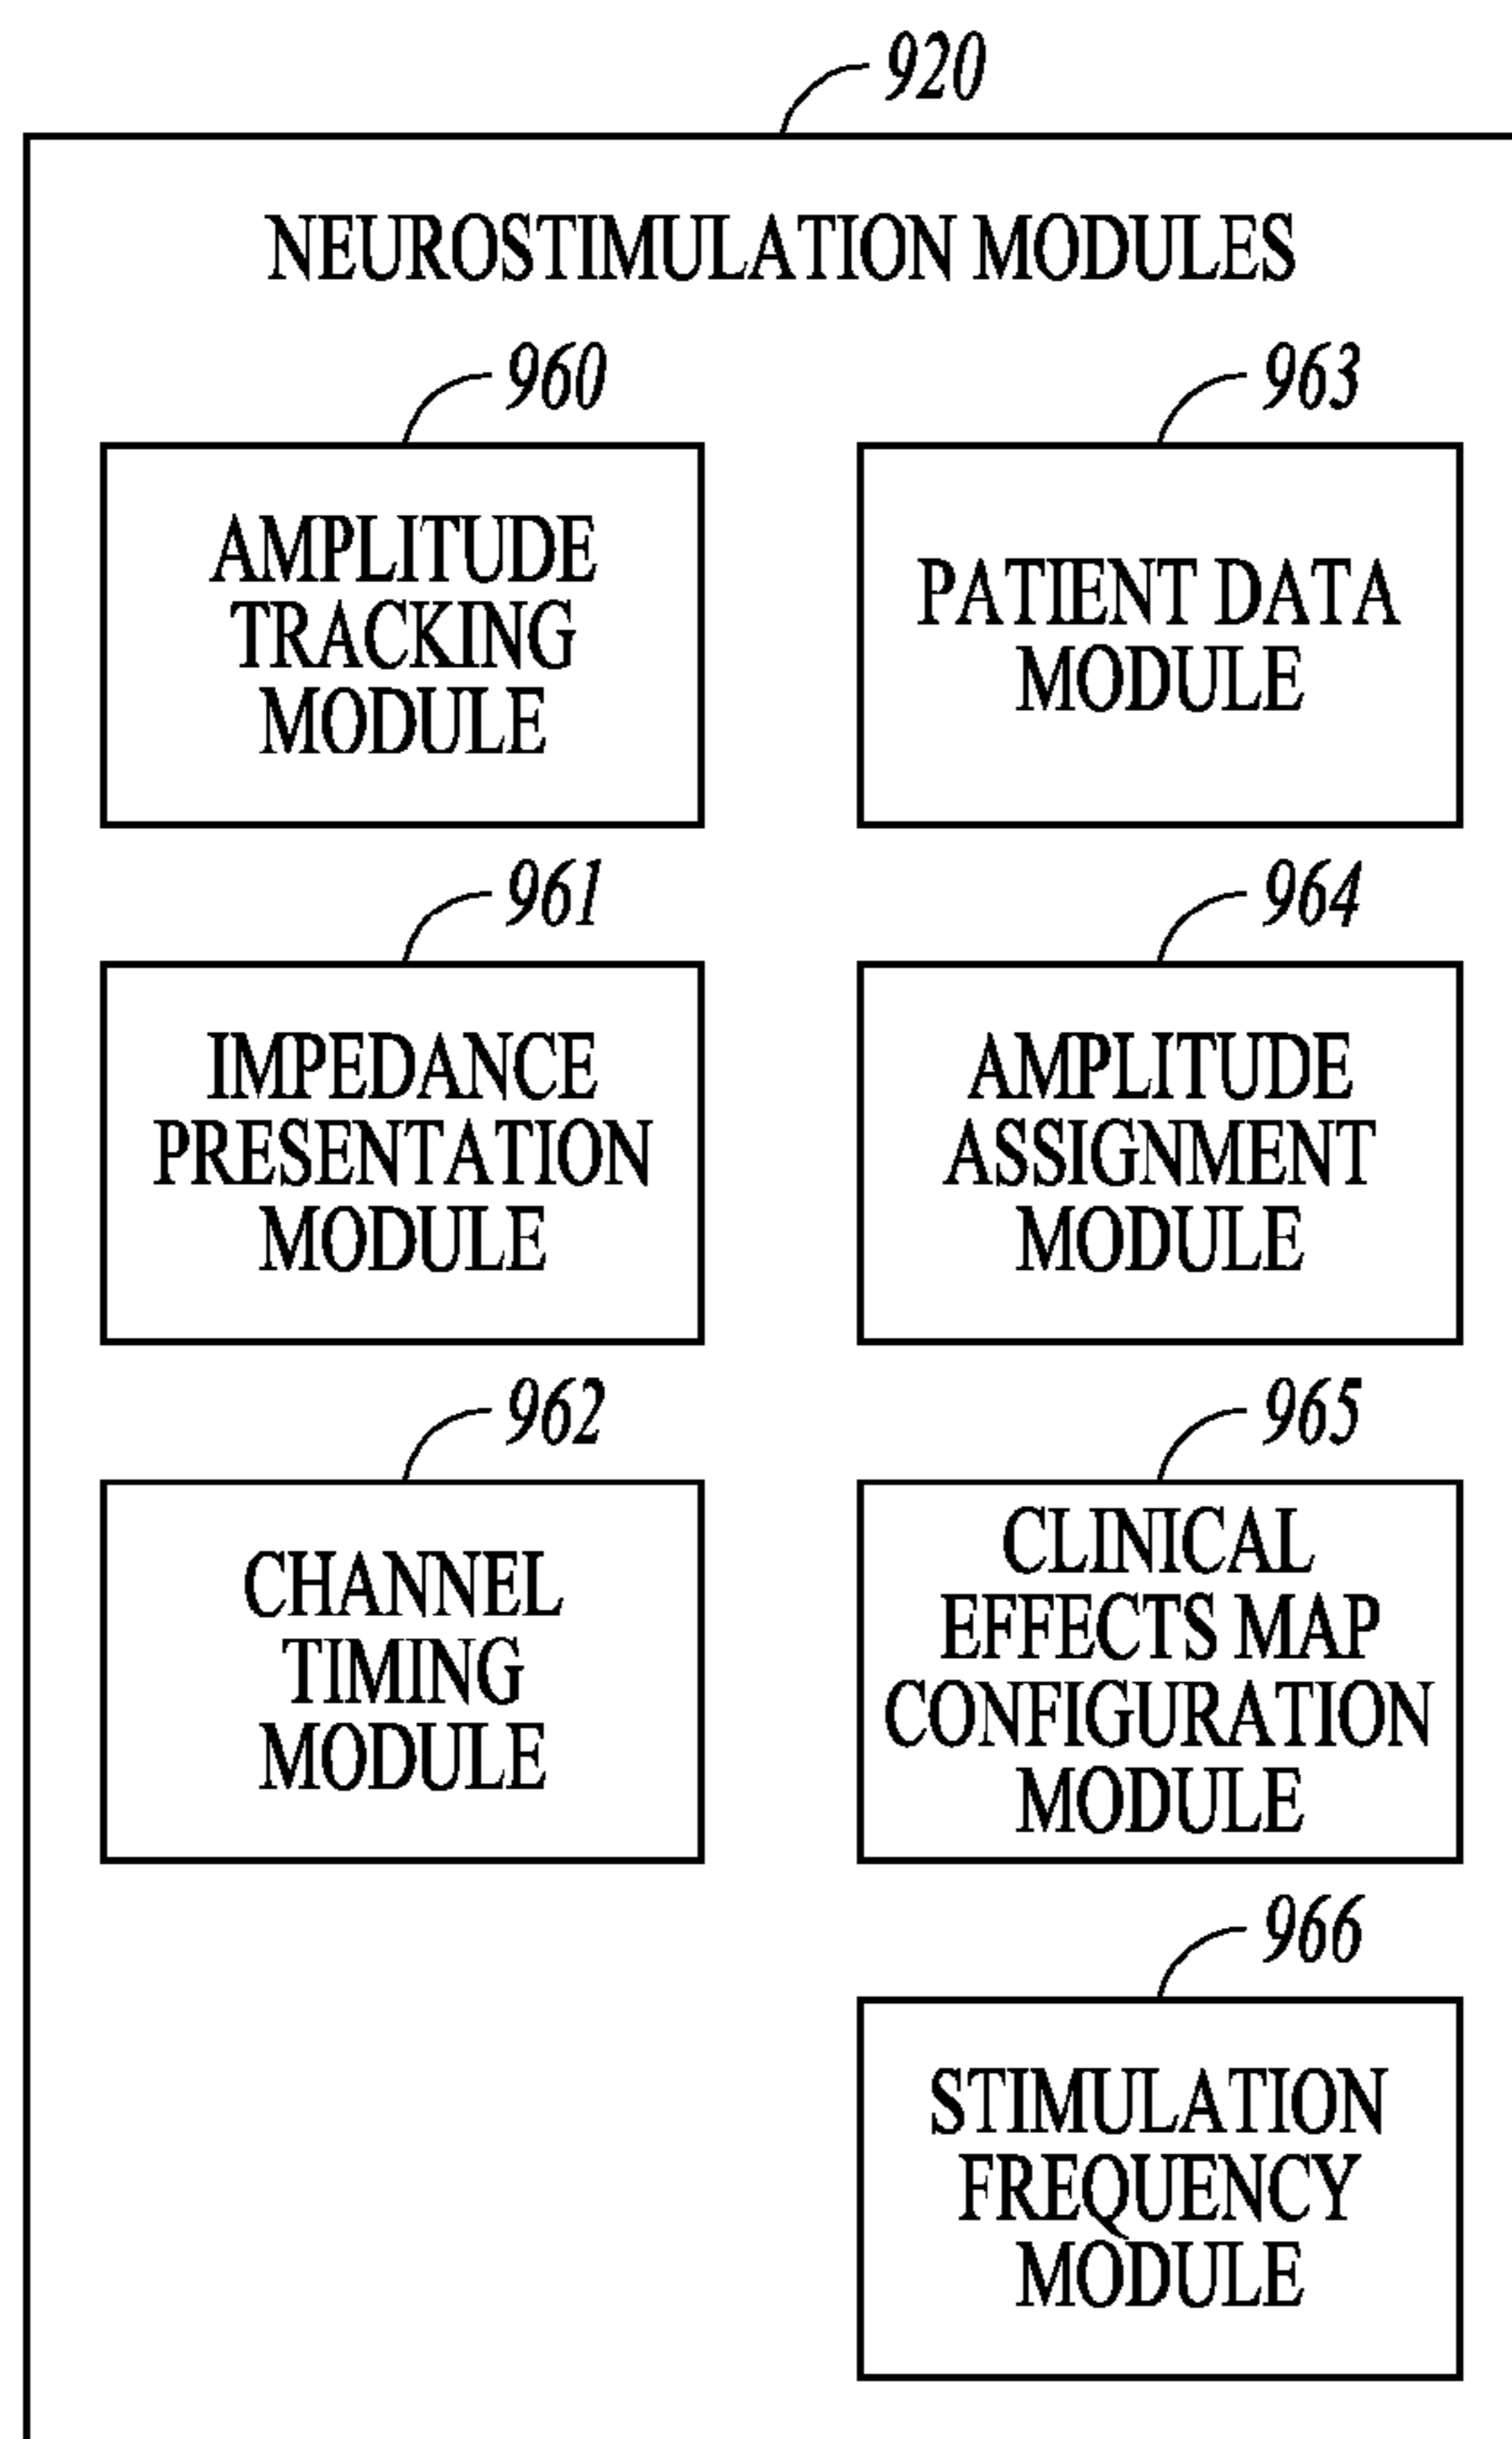 920
NEUROSTIMULATION MODULES
960
AMPLITUDE
TRACKING
MODULE
963
PATIENT DATA
MODULE
961
IMPEDANCE
PRESENTATION
MODULE
964
AMPLITUDE
ASSIGNMENT
MODULE
962
CHANNEL
TIMING
MODULE
965
CLINICAL
EFFECTS MAP
CONFIGURATION
MODULE
966
STIMULATION
FREQUENCY
MODULE